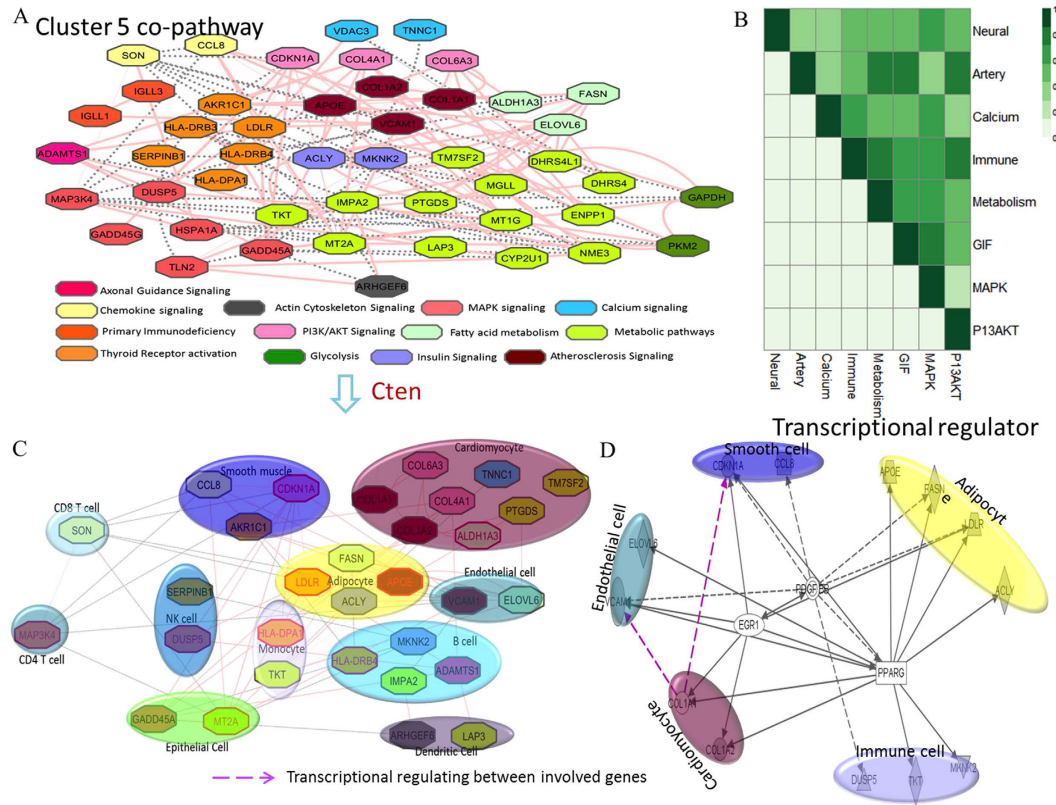 A
Cluster 5 co-pathway
SON
CCL8
VDAC3
TNNC1
CDKN1A
COL4A1
COL6A3
IGLL3
COL1A2
COL1A1
ALDH1A3
FASN
IGLL1
AKR1C1
APOE
VCAM1
ELOVL6
HLA-DRB3
LDLR
ADAMTS1
SERPINB1
HLA-DRB4
ACLY
MKNK2
TM7SF2
DHRS4L1
HLA-DPA1
MAP3K4
DUSP5
MGLL
DHRS4
GAPDH
IMPA2
PTGDS
TKT
MT1G
ENPP1
GADD45G
HSPA1A
MT2A
LAP3
NME3
PKM2
GADD45A
CYP2U1
TLN2
ARHGEF6
Axonal Guidance Signaling
Chemokine signaling
Actin Cytoskeleton Signaling
MAPK signaling
Calcium signaling
Primary Immunodeficiency
PI3K/AKT Signaling
Fatty acid metabolism
Metabolic pathways
Thyroid Receptor activation
Glycolysis
Insulin Signaling
Atherosclerosis Signaling
Cten
B
Neural
Artery
Calcium
Immune
Metabolism
GIF
MAPK
P13AKT
Neural
Artery
Calcium
Immune
Metabolism
GIF
MAPK
P13AKT
C
Smooth muscle
CCL8
CDKN1A
AKR1C1
CD8 T cell
SON
Cardiomyocyte
COL6A3
TNNC1
TM7SF2
COL1A1
COL4A1
PTGDS
COL1A2
ALDH1A3
FASN
LDLR
Adipocyte
APOE
ACLY
Endothelial cell
VCAM1
ELOVL6
SERPINB1
NK cell
DUSP5
MAP3K4
CD4 T cell
HLA-DPA1
Monocyte
TKT
MKNK2
B cell
HLA-DRB4
ADAMTS1
IMPA2
GADD45A
MT2A
Epithelial Cell
ARHGEF6
LAP3
Dendritic Cell
Transcriptional regulating between involved genes
Transcriptional regulator
D
Smooth cell
CDKN1A
CCL8
APOE
FASN
Adipocyt
e
LDLR
ACLY
Endothelial cell
ELOVL6
VCAM1
PDGF BB
EGR1
PPARG
COL1A1
COL1A2
Cardiomyocyte
Immune cell
DUSP5
TKT
MKNK2